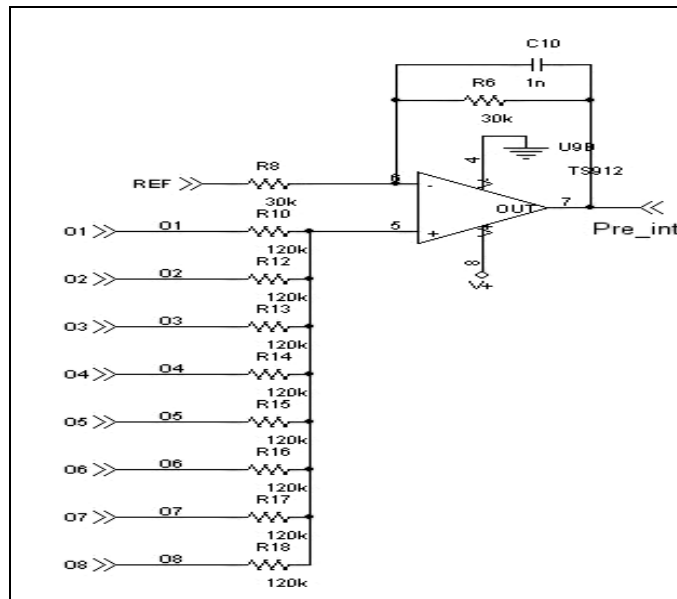 C10
1n
R6
30k
4
U9B
TS912
REF
R8
30k
6
-
OUT
7
Pre_int
O1
O1
R10
120k
5
+
8
V+
O2
O2
R12
120k
O3
O3
R13
120k
O4
O4
R14
120k
O5
O5
R15
120k
O6
O6
R16
120k
O7
O7
R17
120k
O8
O8
R18
120k